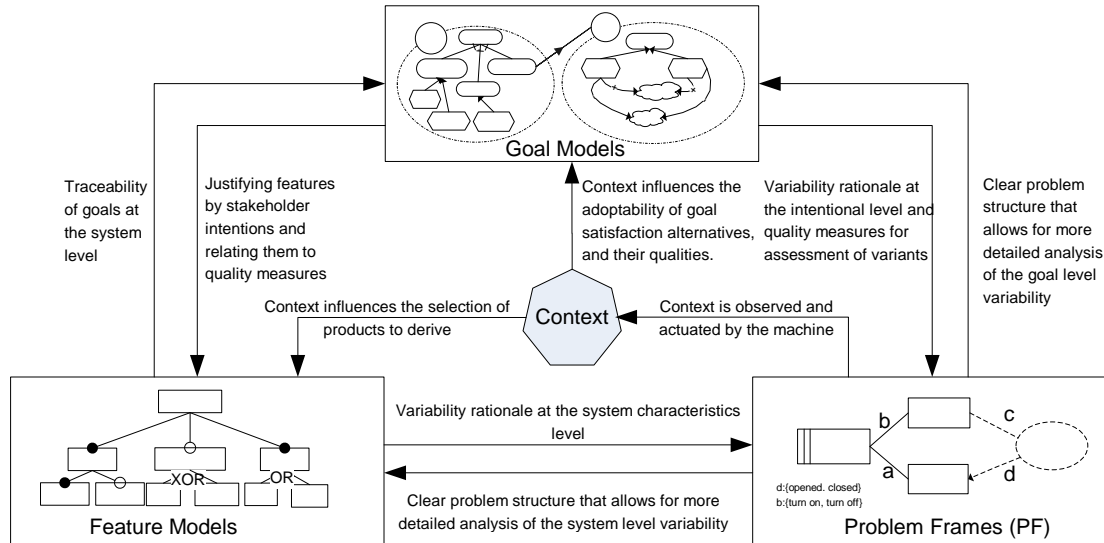 Goal Models
Traceability
of goals at
the system
level
Justifying features
by stakeholder
intentions and
relating them to
quality measures
Context influences the
adoptability of goal
satisfaction alternatives,
and their qualities.
Variability rationale at
the intentional level and
quality measures for
assessment of variants
Clear problem
structure that
allows for more
detailed analysis
of the goal level
variability
Context influences the selection of
products to derive
Context
Context is observed and
actuated by the machine
XOR
OR
Feature Models
Variability rationale at the system characteristics
level
Clear problem structure that allows for more
detailed analysis of the system level variability
b
c
a
d
d:{opened. closed}
b:{turn on, turn off}
Problem Frames (PF)